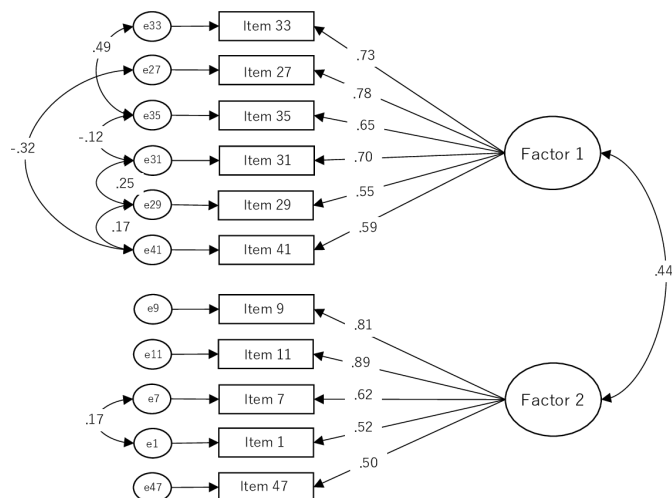 e33 Item 33
.73
.49
e27 Item 27
.78
e35 Item 35
.65
-.12
-.32
e31 Item 31
.70
Factor 1
.25
e29 Item 29
.55
.17
.59
e41 Item 41
.44
e9 Item 9
.81
e11 Item 11
.89
e7 Item 7
.62
Factor 2
.17
.52
e1 Item 1
.50
e47 Item 47